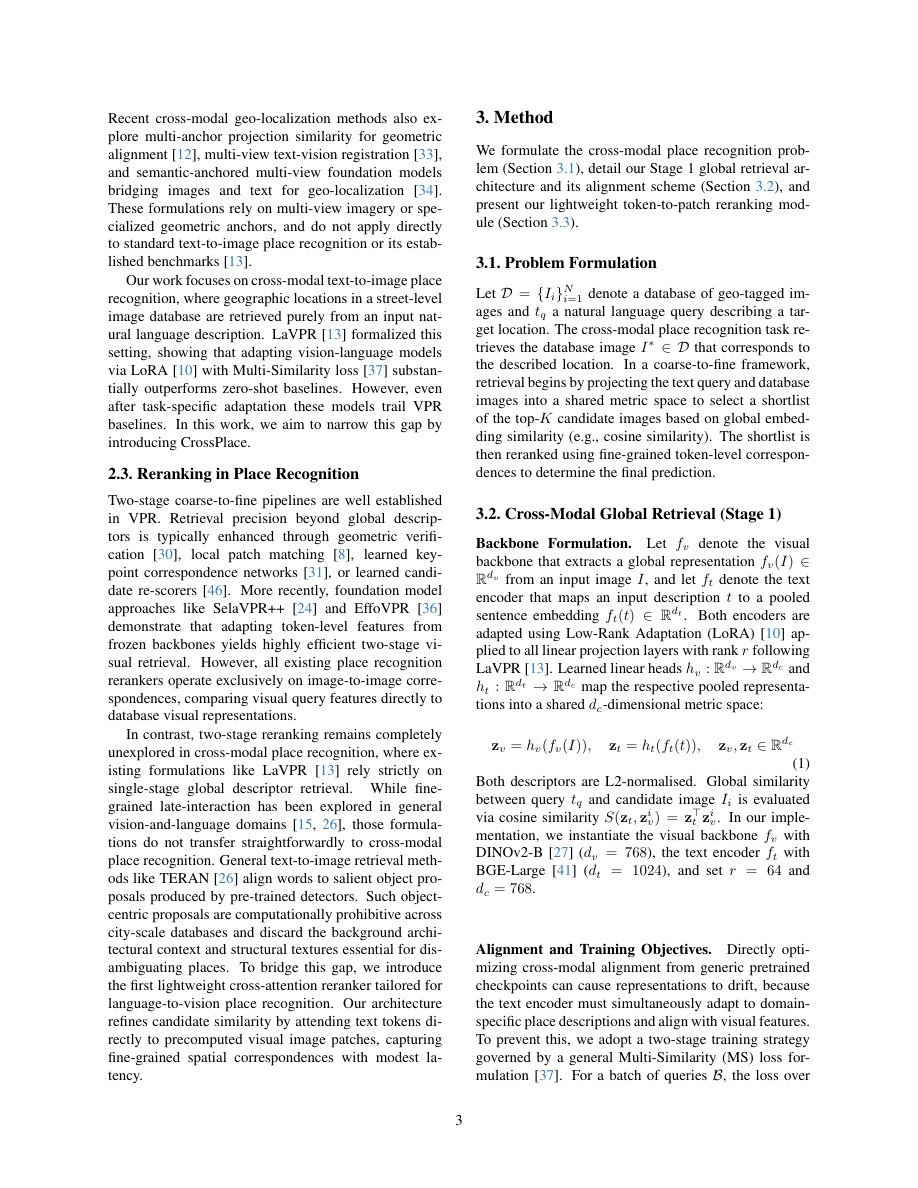 Recent cross-modal geo-localization methods also ex-
plore multi-anchor projection similarity for geometric
alignment [12], multi-view text-vision registration [33],
and semantic-anchored multi-view foundation models
bridging images and text for geo-localization [34].
These formulations rely on multi-view imagery or spe-
cialized geometric anchors, and do not apply directly
to standard text-to-image place recognition or its estab-
lished benchmarks [13].
Our work focuses on cross-modal text-to-image place
recognition, where geographic locations in a street-level
image database are retrieved purely from an input nat-
ural language description. LaVPR [13] formalized this
setting, showing that adapting vision-language models
via LoRA [10] with Multi-Similarity loss [37] substan-
tially outperforms zero-shot baselines. However, even
after task-specific adaptation these models trail VPR
baselines. In this work, we aim to narrow this gap by
introducing CrossPlace.
2.3. Reranking in Place Recognition
Two-stage coarse-to-fine pipelines are well established
in VPR. Retrieval precision beyond global descrip-
tors is typically enhanced through geometric verifi-
cation [30], local patch matching [8], learned key-
point correspondence networks [31], or learned candi-
date re-scorers [46]. More recently, foundation model
approaches like SelaVPR++ [24] and EffoVPR [36]
demonstrate that adapting token-level features from
frozen backbones yields highly efficient two-stage vi-
sual retrieval. However, all existing place recognition
rerankers operate exclusively on image-to-image corre-
spondences, comparing visual query features directly to
database visual representations.
In contrast, two-stage reranking remains completely
unexplored in cross-modal place recognition, where ex-
isting formulations like LaVPR [13] rely strictly on
single-stage global descriptor retrieval. While fine-
grained late-interaction has been explored in general
vision-and-language domains [15, 26], those formula-
tions do not transfer straightforwardly to cross-modal
place recognition. General text-to-image retrieval meth-
ods like TERAN [26] align words to salient object pro-
posals produced by pre-trained detectors. Such object-
centric proposals are computationally prohibitive across
city-scale databases and discard the background archi-
tectural context and structural textures essential for dis-
ambiguating places. To bridge this gap, we introduce
the first lightweight cross-attention reranker tailored for
language-to-vision place recognition. Our architecture
refines candidate similarity by attending text tokens di-
rectly to precomputed visual image patches, capturing
fine-grained spatial correspondences with modest la-
tency.
3. Method
We formulate the cross-modal place recognition prob-
lem (Section 3.1), detail our Stage 1 global retrieval ar-
chitecture and its alignment scheme (Section 3.2), and
present our lightweight token-to-patch reranking mod-
ule (Section 3.3).
3.1. Problem Formulation
Let 𝒟 = {I_i}_{i=1}^N denote a database of geo-tagged im-
ages and t_q a natural language query describing a tar-
get location. The cross-modal place recognition task re-
trieves the database image I* ∈ 𝒟 that corresponds to
the described location. In a coarse-to-fine framework,
retrieval begins by projecting the text query and database
images into a shared metric space to select a shortlist
of the top-K candidate images based on global embed-
ding similarity (e.g., cosine similarity). The shortlist is
then reranked using fine-grained token-level correspon-
dences to determine the final prediction.
3.2. Cross-Modal Global Retrieval (Stage 1)
Backbone Formulation. Let f_v denote the visual
backbone that extracts a global representation f_v(I) ∈
ℝ^{d_v} from an input image I, and let f_t denote the text
encoder that maps an input description t to a pooled
sentence embedding f_t(t) ∈ ℝ^{d_t}. Both encoders are
adapted using Low-Rank Adaptation (LoRA) [10] ap-
plied to all linear projection layers with rank r following
LaVPR [13]. Learned linear heads h_v : ℝ^{d_v} → ℝ^{d_c} and
h_t : ℝ^{d_t} → ℝ^{d_c} map the respective pooled representa-
tions into a shared d_c-dimensional metric space:
z_v = h_v(f_v(I)), z_t = h_t(f_t(t)), z_v, z_t ∈ ℝ^{d_c}
(1)
Both descriptors are L2-normalised. Global similarity
between query t_q and candidate image I_i is evaluated
via cosine similarity S(z_t, z_v^i) = z_t^⊤ z_v^i. In our imple-
mentation, we instantiate the visual backbone f_v with
DINOv2-B [27] (d_v = 768), the text encoder f_t with
BGE-Large [41] (d_t = 1024), and set r = 64 and
d_c = 768.
Alignment and Training Objectives. Directly opti-
mizing cross-modal alignment from generic pretrained
checkpoints can cause representations to drift, because
the text encoder must simultaneously adapt to domain-
specific place descriptions and align with visual features.
To prevent this, we adopt a two-stage training strategy
governed by a general Multi-Similarity (MS) loss for-
mulation [37]. For a batch of queries ℬ, the loss over
3